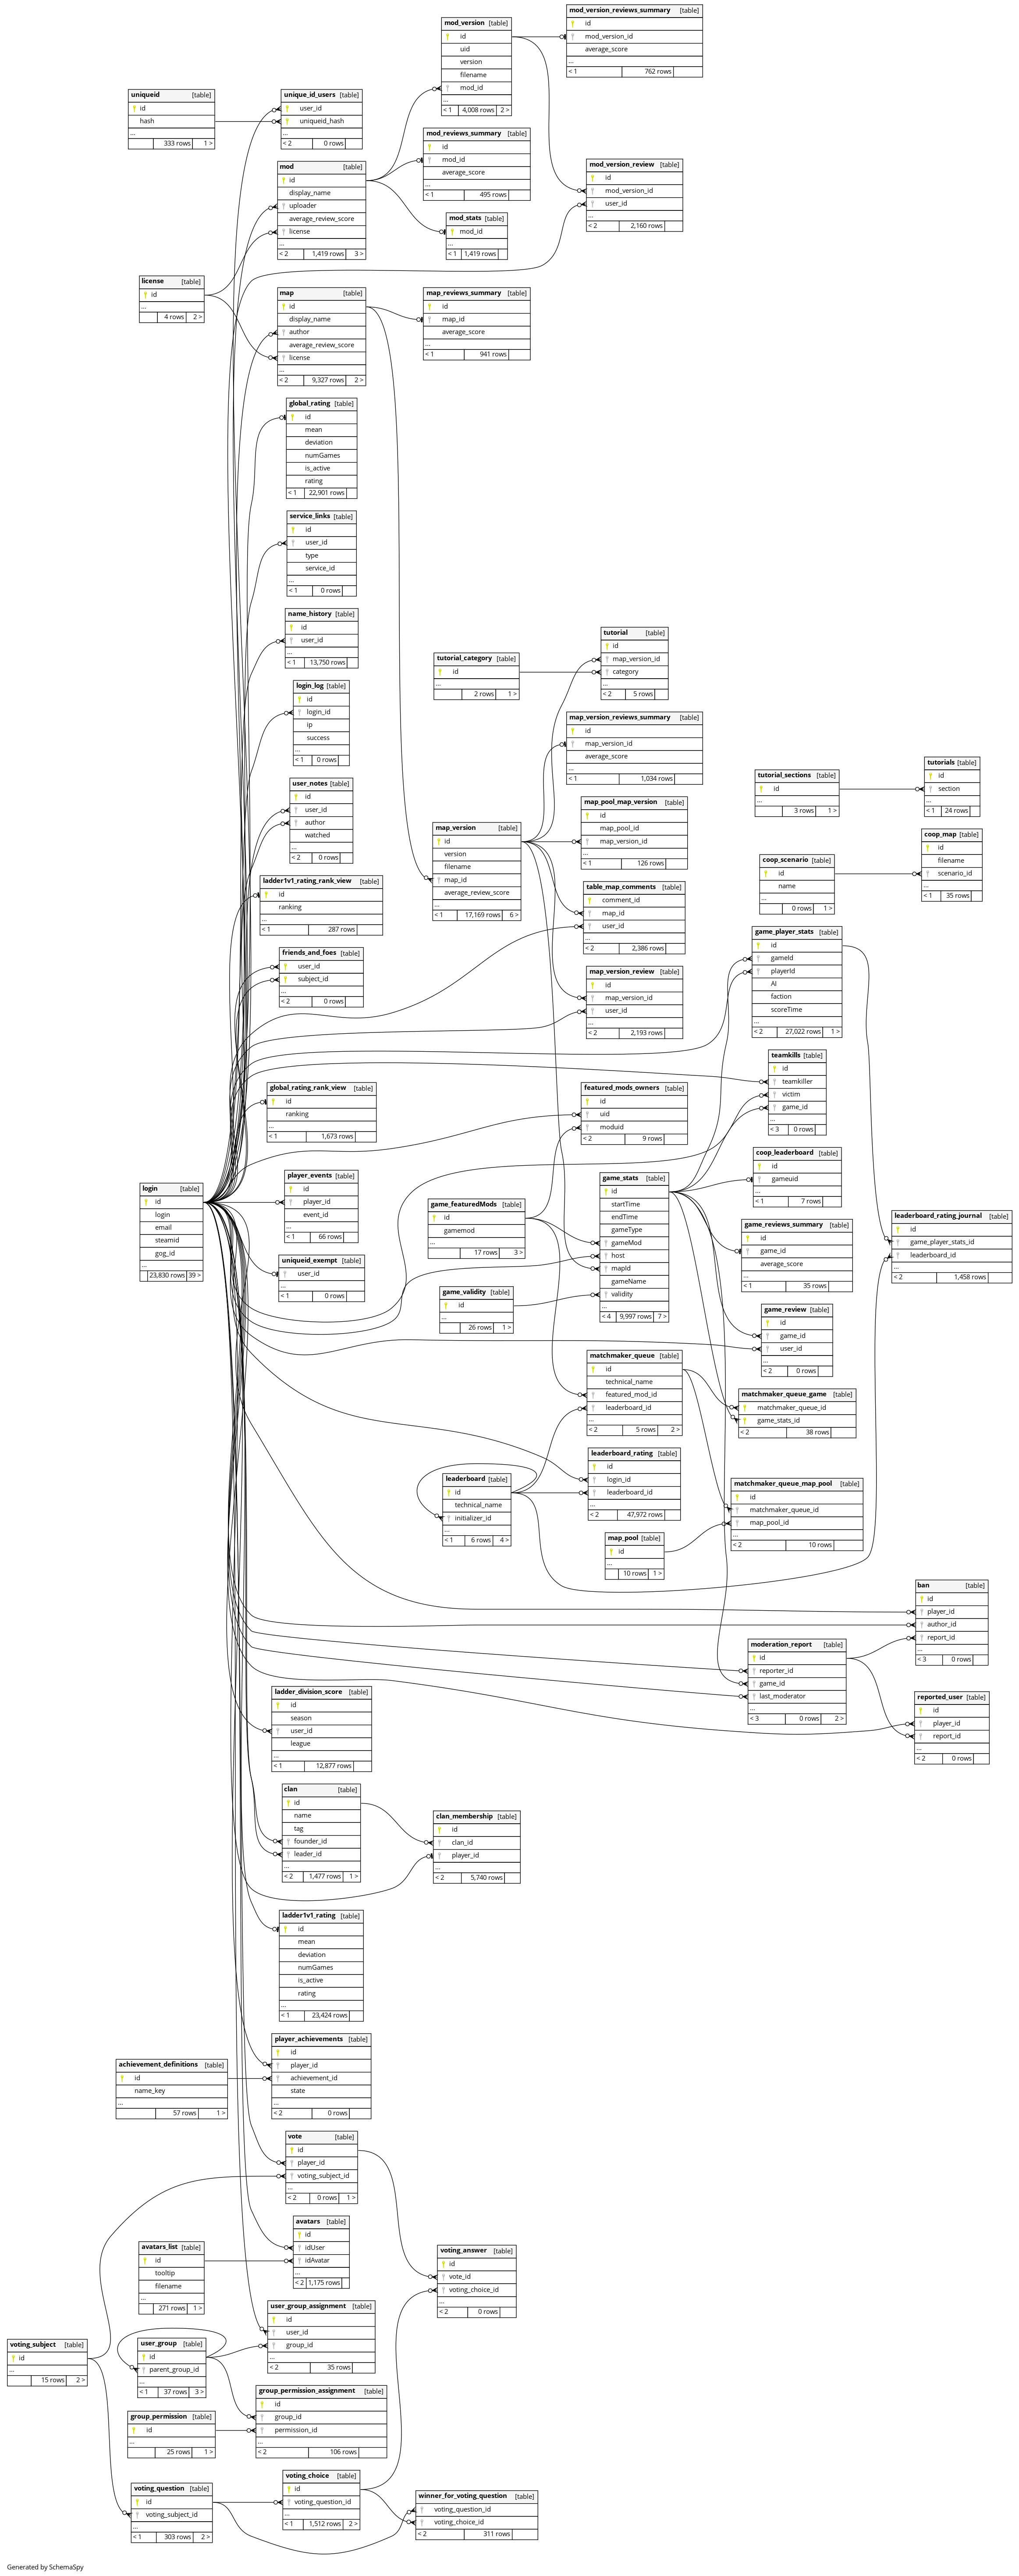 mod_version_reviews_summary [table]
id
mod_version_id
average_score
...
< 1 762 rows
mod_version [table]
id
uid
version
filename
mod_id
...
< 1 4,008 rows 2 >
uniqueid [table]
id
hash
...
333 rows 1 >
unique_id_users [table]
user_id
uniqueid_hash
...
< 2 0 rows
mod_reviews_summary [table]
id
mod_id
average_score
...
< 1 495 rows
mod [table]
id
display_name
uploader
average_review_score
license
...
< 2 1,419 rows 3 >
mod_version_review [table]
id
mod_version_id
user_id
...
< 2 2,160 rows
mod_stats [table]
mod_id
...
< 1 1,419 rows
license [table]
id
...
4 rows 2 >
map [table]
id
display_name
author
average_review_score
license
...
< 2 9,327 rows 2 >
map_reviews_summary [table]
id
map_id
average_score
...
< 1 941 rows
global_rating [table]
id
mean
deviation
numGames
is_active
rating
< 1 22,901 rows
service_links [table]
id
user_id
type
service_id
...
< 1 0 rows
name_history [table]
id
user_id
...
< 1 13,750 rows
tutorial [table]
id
map_version_id
category
...
< 2 5 rows
tutorial_category [table]
id
...
2 rows 1 >
login_log [table]
id
login_id
ip
success
...
< 1 0 rows
map_version_reviews_summary [table]
id
map_version_id
average_score
...
< 1 1,034 rows
tutorials [table]
id
section
...
< 1 24 rows
tutorial_sections [table]
id
...
3 rows 1 >
user_notes [table]
id
user_id
author
watched
...
< 2 0 rows
map_pool_map_version [table]
id
map_pool_id
map_version_id
...
< 1 126 rows
map_version [table]
id
version
filename
map_id
average_review_score
...
< 1 17,169 rows 6 >
coop_map [table]
id
filename
scenario_id
...
< 1 35 rows
coop_scenario [table]
id
name
...
0 rows 1 >
ladder1v1_rating_rank_view [table]
id
ranking
...
< 1 287 rows
table_map_comments [table]
comment_id
map_id
user_id
...
< 2 2,386 rows
game_player_stats [table]
id
gameId
playerId
AI
faction
scoreTime
...
< 2 27,022 rows 1 >
friends_and_foes [table]
user_id
subject_id
...
< 2 0 rows
map_version_review [table]
id
map_version_id
user_id
...
< 2 2,193 rows
teamkills [table]
id
teamkiller
victim
game_id
...
< 3 0 rows
global_rating_rank_view [table]
id
ranking
...
< 1 1,673 rows
featured_mods_owners [table]
id
uid
moduid
< 2 9 rows
coop_leaderboard [table]
id
gameuid
...
< 1 7 rows
login [table]
id
login
email
steamid
gog_id
...
23,830 rows 39 >
player_events [table]
id
player_id
event_id
...
< 1 66 rows
game_featuredMods [table]
id
gamemod
...
17 rows 3 >
game_stats [table]
id
startTime
endTime
gameType
gameMod
host
mapId
gameName
validity
...
< 4 9,997 rows 7 >
leaderboard_rating_journal [table]
id
game_player_stats_id
leaderboard_id
...
< 2 1,458 rows
game_reviews_summary [table]
id
game_id
average_score
...
< 1 35 rows
uniqueid_exempt [table]
user_id
...
< 1 0 rows
game_validity [table]
id
...
26 rows 1 >
game_review [table]
id
game_id
user_id
...
< 2 0 rows
matchmaker_queue [table]
id
technical_name
featured_mod_id
leaderboard_id
...
< 2 5 rows 2 >
matchmaker_queue_game [table]
matchmaker_queue_id
game_stats_id
< 2 38 rows
leaderboard_rating [table]
id
login_id
leaderboard_id
...
< 2 47,972 rows
leaderboard [table]
id
technical_name
initializer_id
...
< 1 6 rows 4 >
matchmaker_queue_map_pool [table]
id
matchmaker_queue_id
map_pool_id
...
< 2 10 rows
map_pool [table]
id
...
10 rows 1 >
ban [table]
id
player_id
author_id
report_id
...
< 3 0 rows
moderation_report [table]
id
reporter_id
game_id
last_moderator
...
< 3 0 rows 2 >
ladder_division_score [table]
id
season
user_id
league
...
< 1 12,877 rows
reported_user [table]
id
player_id
report_id
...
< 2 0 rows
clan [table]
id
name
tag
founder_id
leader_id
...
< 2 1,477 rows 1 >
clan_membership [table]
id
clan_id
player_id
...
< 2 5,740 rows
ladder1v1_rating [table]
id
mean
deviation
numGames
is_active
rating
...
< 1 23,424 rows
player_achievements [table]
id
player_id
achievement_id
state
...
< 2 0 rows
achievement_definitions [table]
id
name_key
...
57 rows 1 >
vote [table]
id
player_id
voting_subject_id
...
< 2 0 rows 1 >
avatars [table]
id
idUser
idAvatar
...
< 2 1,175 rows
avatars_list [table]
id
tooltip
filename
...
271 rows 1 >
voting_answer [table]
id
vote_id
voting_choice_id
...
< 2 0 rows
user_group_assignment [table]
id
user_id
group_id
...
< 2 35 rows
voting_subject [table]
id
...
15 rows 2 >
user_group [table]
id
parent_group_id
...
< 1 37 rows 3 >
group_permission_assignment [table]
id
group_id
permission_id
...
< 2 106 rows
group_permission [table]
id
...
25 rows 1 >
voting_choice [table]
id
voting_question_id
...
< 1 1,512 rows 2 >
voting_question [table]
id
voting_subject_id
...
< 1 303 rows 2 >
winner_for_voting_question [table]
voting_question_id
voting_choice_id
< 2 311 rows
Generated by SchemaSpy